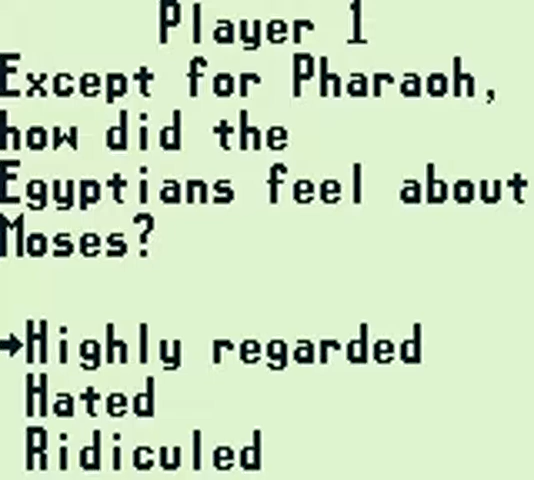 Player 1
Except for Pharaoh,
how did the
Egyptians feel about
Moses?
→Highly regarded
Hated
Ridiculed